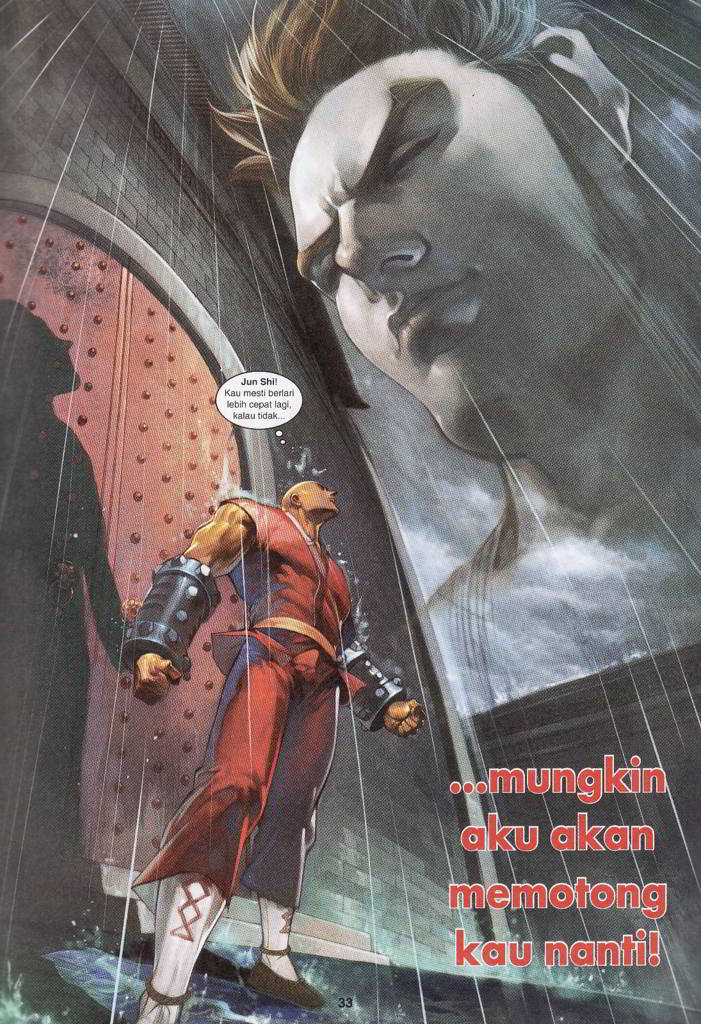 Jun Shi!
Kau mesti berlari
lebih cepat lagi,
kalau tidak...
...mungkin
aku akan
memotong
kau nanti!
33